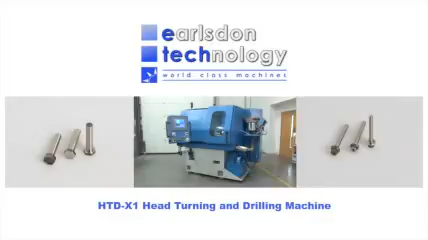 earlsdon
technology
world class machines
HTD-X1 Head Turning and Drilling Machine